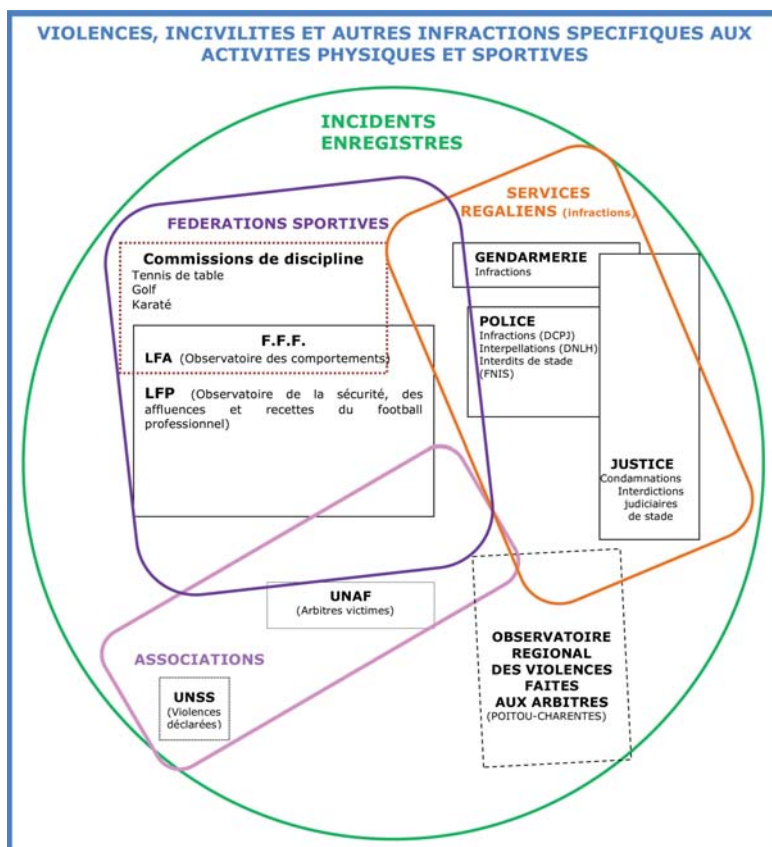 VIOLENCES, INCIVILITES ET AUTRES INFRACTIONS SPECIFIQUES AUX
ACTIVITES PHYSIQUES ET SPORTIVES
INCIDENTS
ENREGISTRES
FEDERATIONS SPORTIVES
Commissions de discipline
Tennis de table
Golf
Karaté
F.F.F.
LFA (Observatoire des comportements)
LFP (Observatoire de la sécurité, des
affluences et recettes du football
professionnel)
SERVICES
REGALIENS (infractions)
GENDARMERIE
Infractions
POLICE
Infractions (DCPJ)
Interpellations (DNLH)
Interdits de stade
(FNIS)
JUSTICE
Condamnations
Interdictions
judiciaires
de stade
UNAF
(Arbitres victimes)
ASSOCIATIONS
UNSS
(Violences
déclarées)
OBSERVATOIRE
REGIONAL
DES VIOLENCES
FAITES
AUX ARBITRES
(POITOU-CHARENTES)